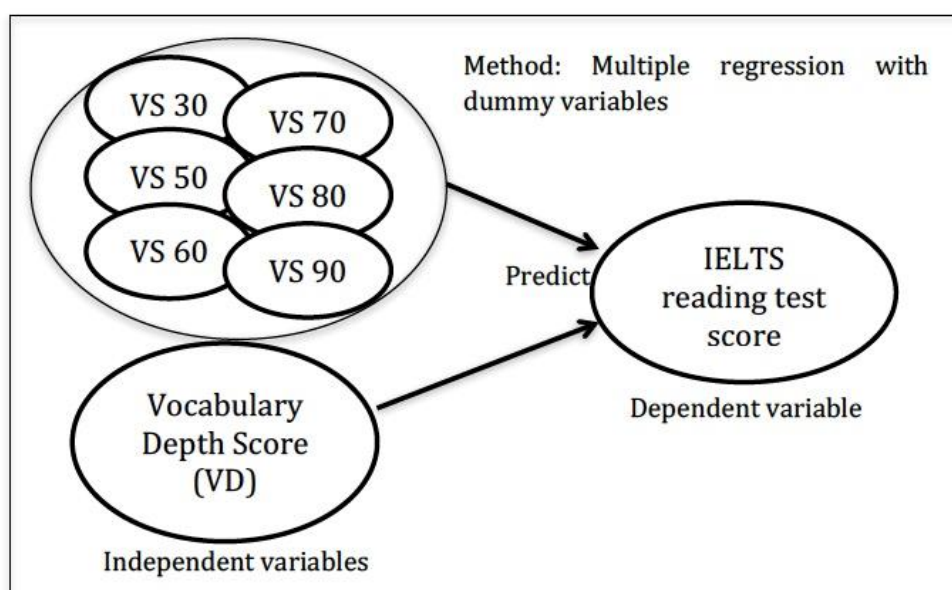 Method: Multiple regression with
dummy variables
VS 30
VS 70
VS 50
VS 80
VS 60
VS 90
Predict
IELTS
reading test
score
Dependent variable
Vocabulary
Depth Score
(VD)
Independent variables